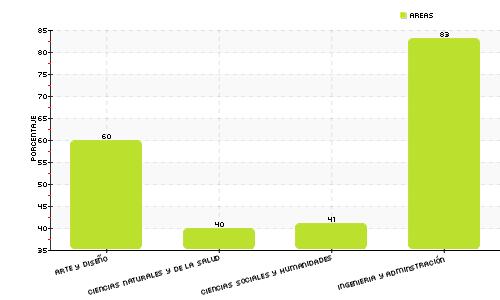 AREAS
85
80
75
70
65
60
55
50
45
40
35
PORCENTAJE
60
40
41
83
ARTE Y DISEÑO
CIENCIAS NATURALES Y DE LA SALUD
CIENCIAS SOCIALES Y HUMANIDADES
INGENIERIA Y ADMINSTRACIÓN